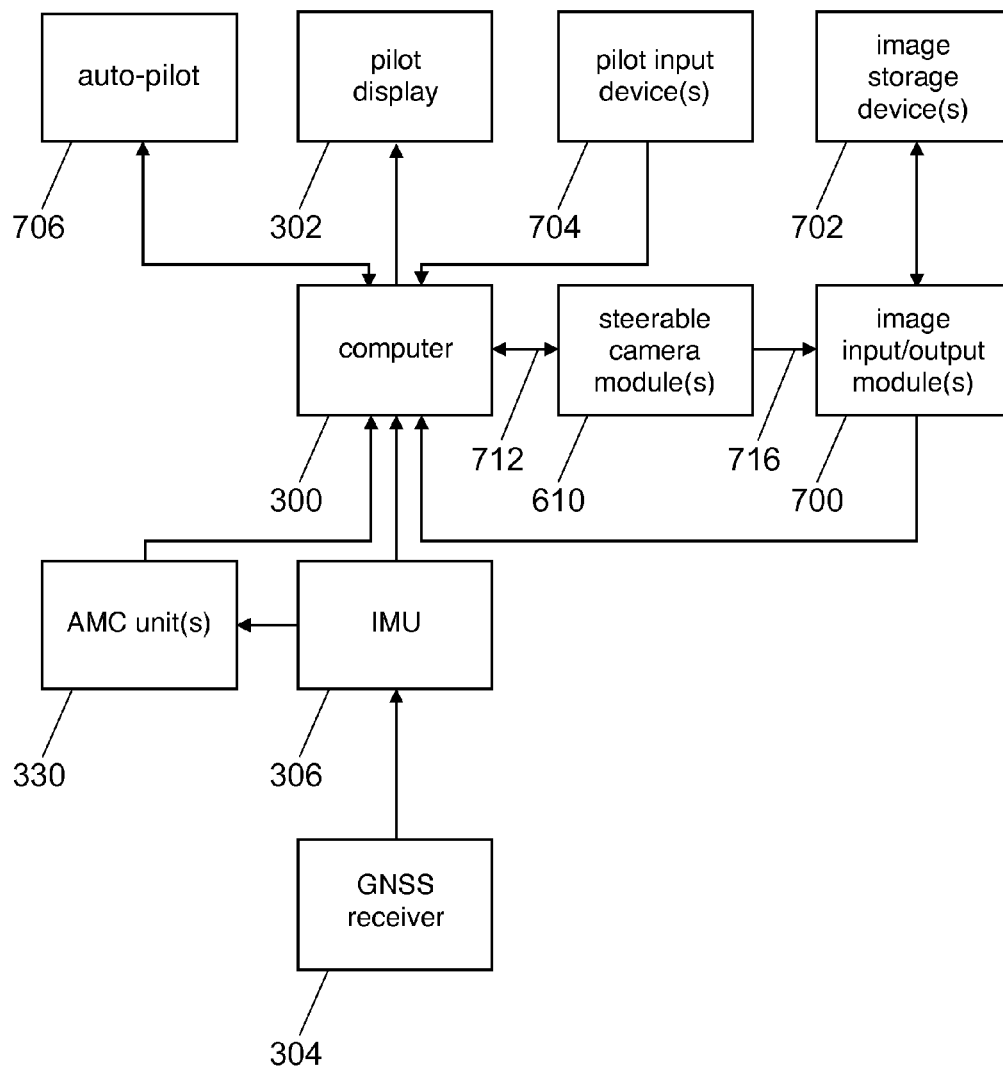 auto-pilot
pilot
display
pilot input
device(s)
image
storage
device(s)
706
302
704
702
computer
steerable
camera
module(s)
image
input/output
module(s)
300
712
610
716
700
AMC unit(s)
IMU
330
306
GNSS
receiver
304